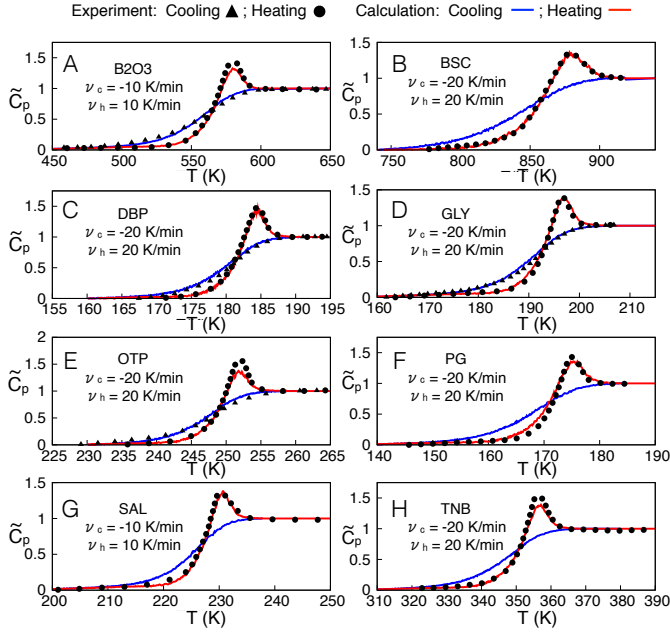 Experiment: Cooling ▲ ; Heating ● Calculation: Cooling — ; Heating —
A
B2O3
ν c = -10 K/min
ν h = 10 K/min
C̃p
0 0.5 1 1.5
450 500 550 600 650
T (K)
B
BSC
ν c = -20 K/min
ν h = 20 K/min
0 0.5 1 1.5
750 800 850 900
T (K)
C
DBP
ν c = -20 K/min
ν h = 20 K/min
C̃p
0 0.5 1 1.5
155 160 165 170 175 180 185 190 195
T (K)
D
GLY
ν c = -20 K/min
ν h = 20 K/min
0 0.5 1 1.5
160 170 180 190 200 210
T (K)
E
OTP
ν c = -20 K/min
ν h = 20 K/min
C̃p
0 0.5 1 1.5 2
225 230 235 240 245 250 255 260 265
T (K)
F
PG
ν c = -20 K/min
ν h = 20 K/min
0 0.5 1 1.5
140 150 160 170 180 190
T (K)
G
SAL
ν c = -10 K/min
ν h = 10 K/min
C̃p
0 0.5 1 1.5
200 210 220 230 240 250
T (K)
H
TNB
ν c = -20 K/min
ν h = 20 K/min
0 0.5 1 1.5
310 320 330 340 350 360 370 380 390
T (K)